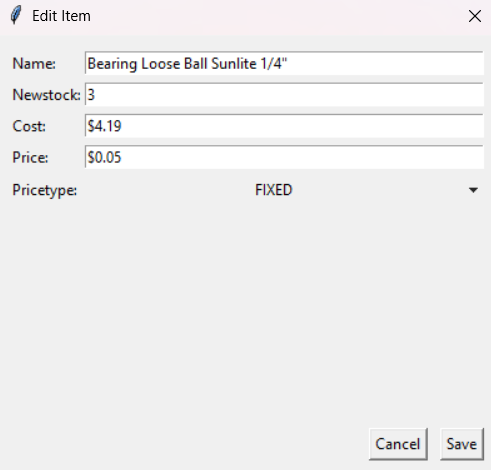 Edit Item
Name: Bearing Loose Ball Sunlite 1/4"
Newstock: 3
Cost: $4.19
Price: $0.05
Pricetype: FIXED
Cancel Save